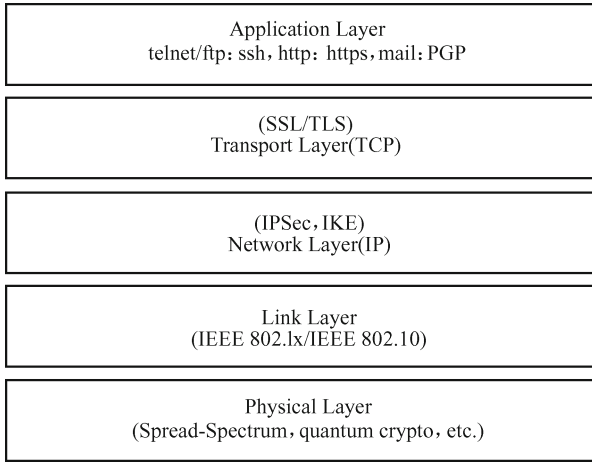 Application Layer
telnet/ftp: ssh, http: https, mail: PGP
(SSL/TLS)
Transport Layer(TCP)
(IPSec, IKE)
Network Layer(IP)
Link Layer
(IEEE 802.lx/IEEE 802.10)
Physical Layer
(Spread-Spectrum, quantum crypto, etc.)